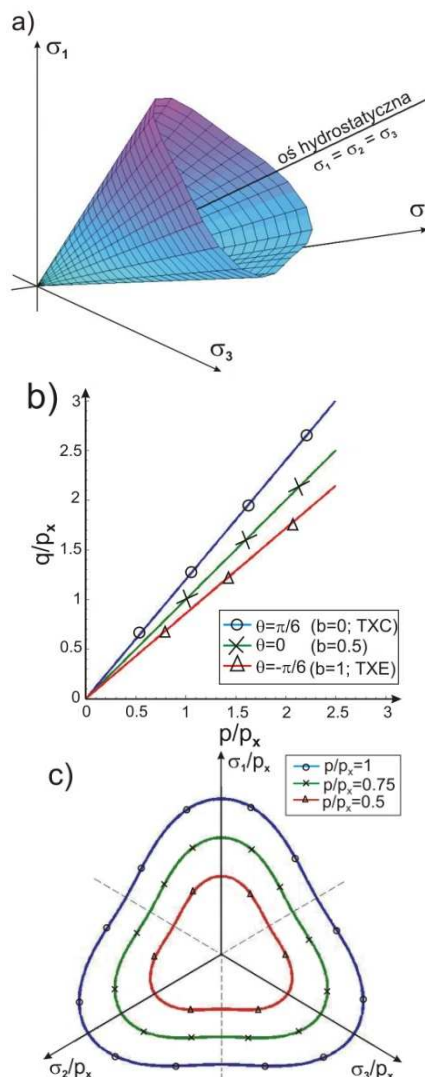 a)
σ₁
oś hydrostatyczna
σ₁ = σ₂ = σ₃
σ
σ₃
b)
3
2.5
2
1.5
1
0.5
0
q/pₓ
θ=π/6 (b=0; TXC)
θ=0 (b=0.5)
θ=-π/6 (b=1; TXE)
0 0.5 1 1.5 2 2.5 3
p/pₓ
c)
σ₁/pₓ
p/pₓ=1
p/pₓ=0.75
p/pₓ=0.5
σ₂/pₓ
σ₃/pₓ